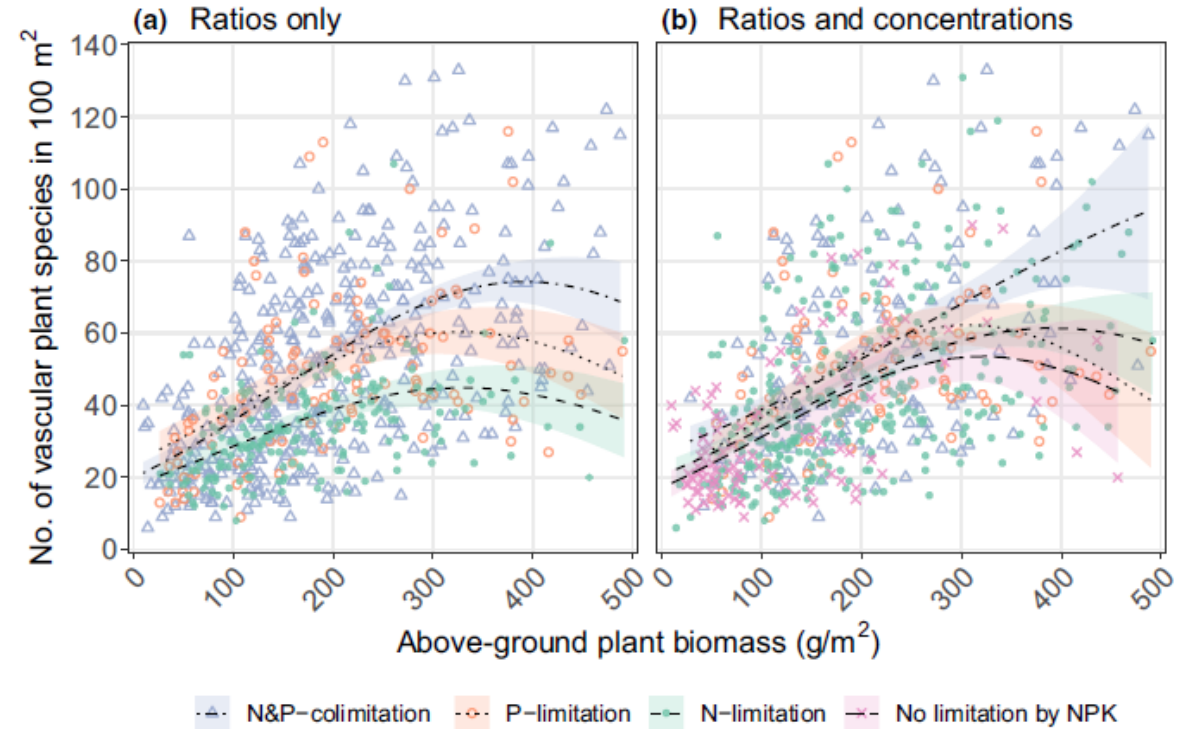 (a) Ratios only
(b) Ratios and concentrations
No. of vascular plant species in 100 m²
140
120
100
80
60
40
20
0
0 100 200 300 400 500
0 100 200 300 400 500
Above-ground plant biomass (g/m²)
N&P−colimitation P−limitation N−limitation No limitation by NPK